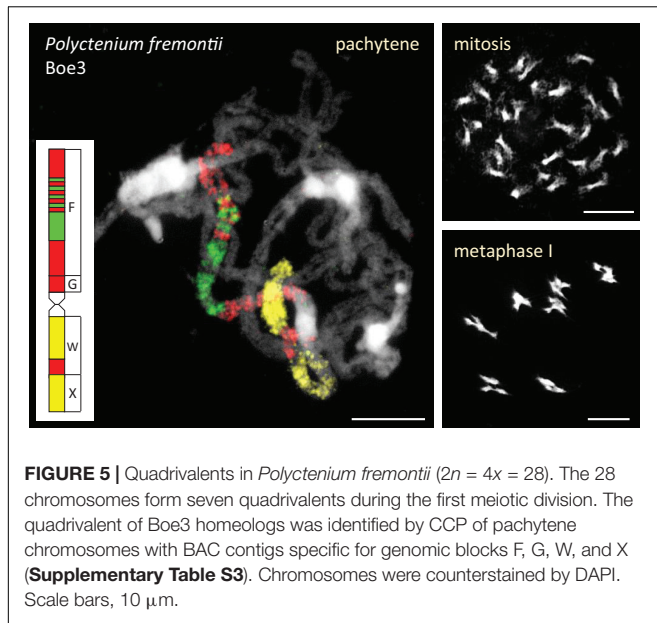 Polyctenium fremontii
Boe3
pachytene
F
G
W
X
mitosis
metaphase I
FIGURE 5 | Quadrivalents in Polyctenium fremontii (2n = 4x = 28). The 28
chromosomes form seven quadrivalents during the first meiotic division. The
quadrivalent of Boe3 homeologs was identified by CCP of pachytene
chromosomes with BAC contigs specific for genomic blocks F, G, W, and X
(Supplementary Table S3). Chromosomes were counterstained by DAPI.
Scale bars, 10 μm.